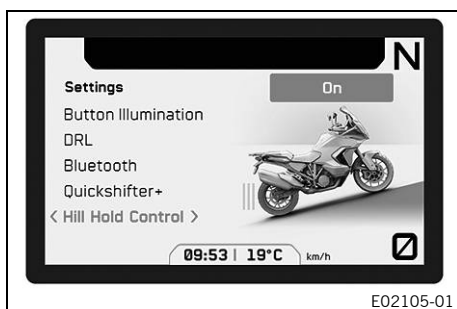 N
Settings
On
Button Illumination
DRL
Bluetooth
Quickshifter+
< Hill Hold Control >
09:53 | 19°C km/h
0
E02105-01